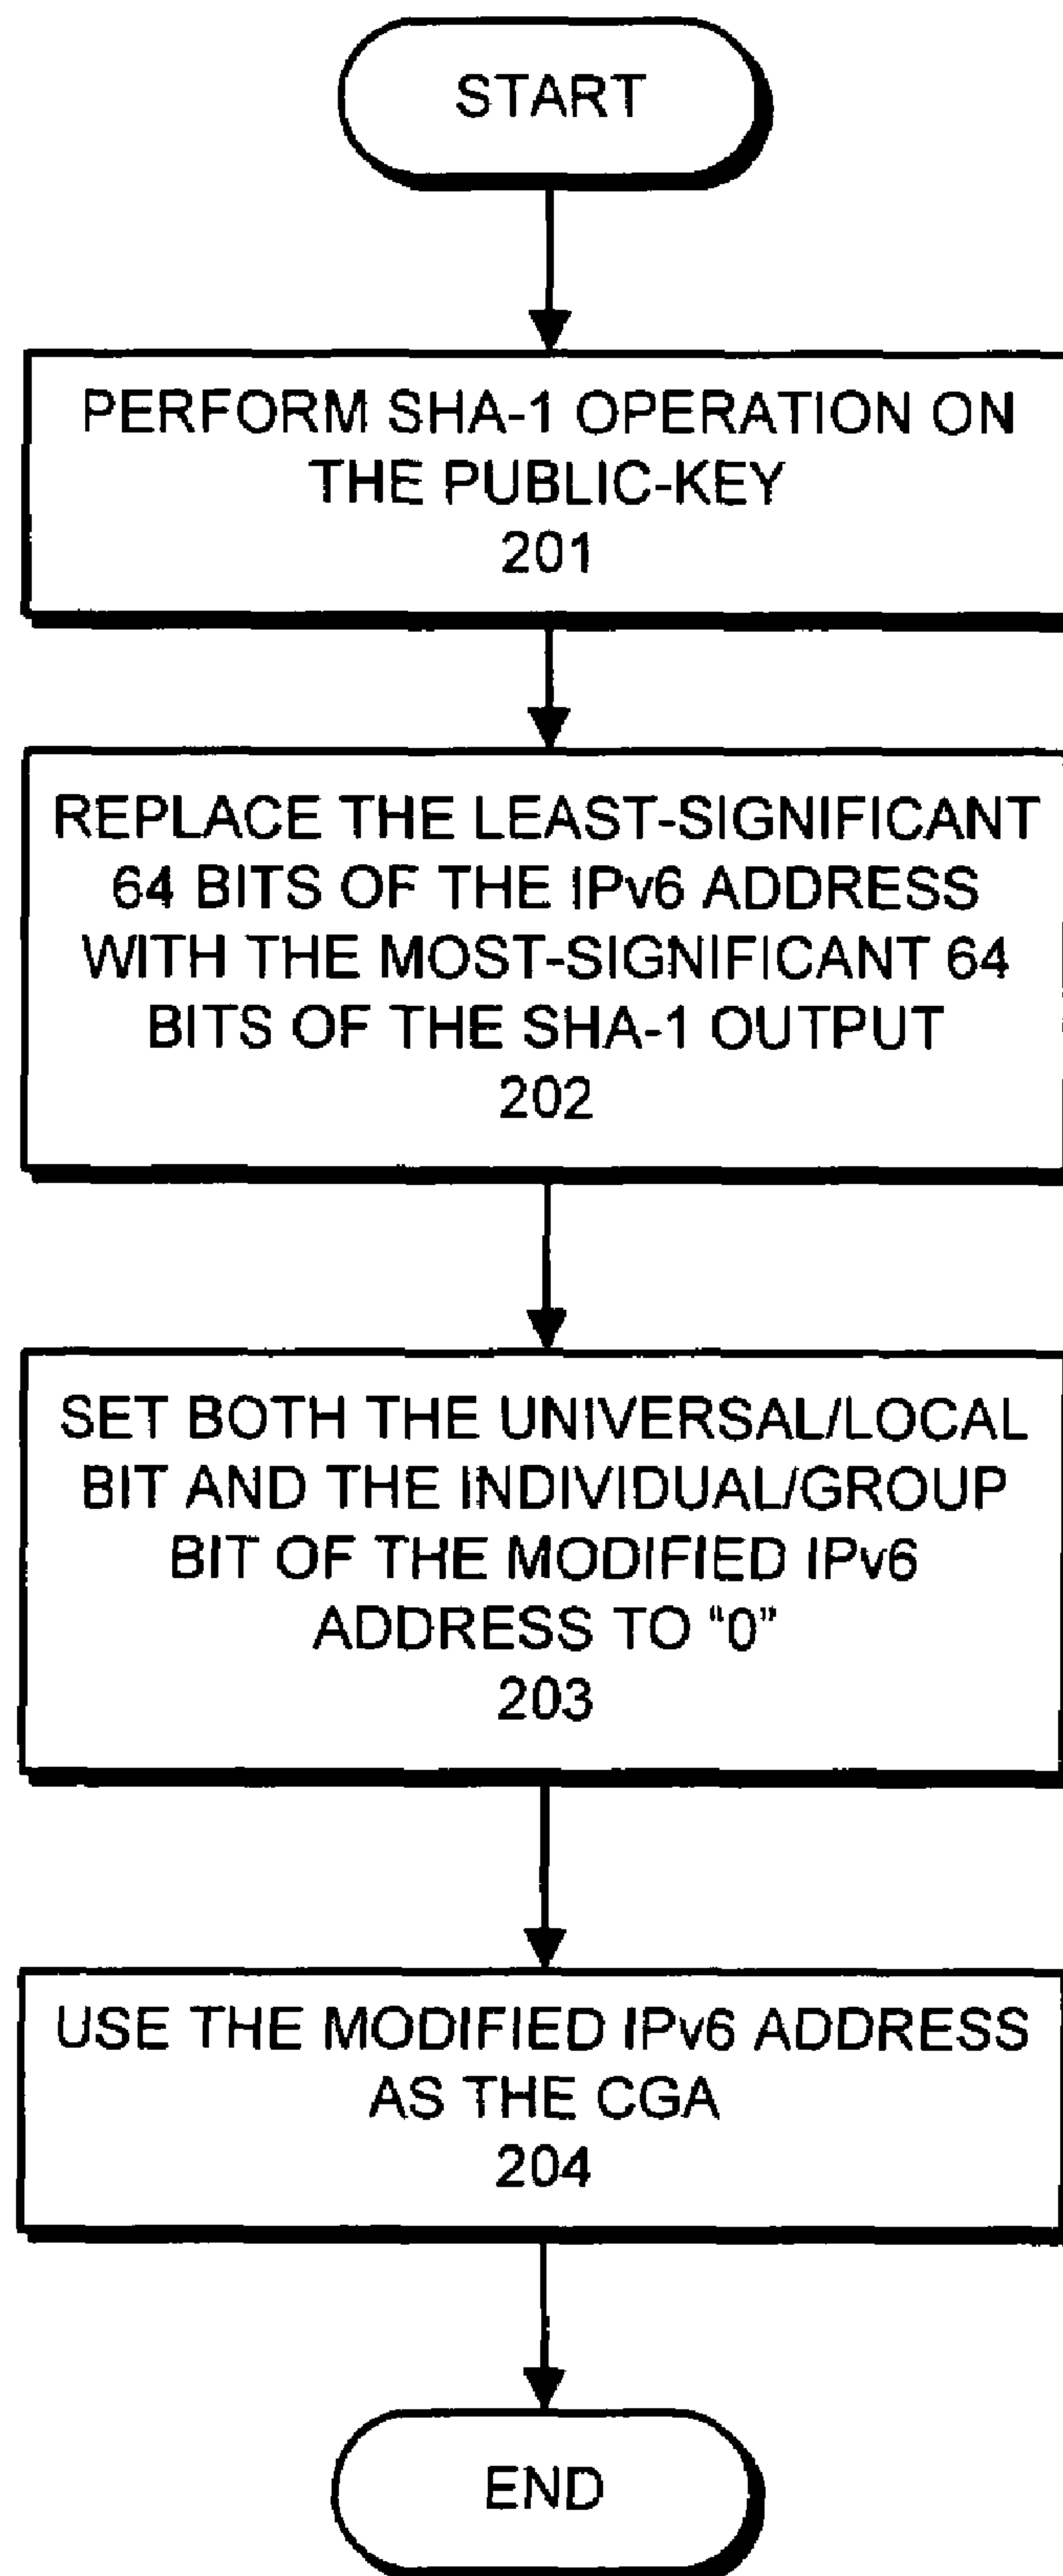 START
PERFORM SHA-1 OPERATION ON
THE PUBLIC-KEY
201
REPLACE THE LEAST-SIGNIFICANT
64 BITS OF THE IPv6 ADDRESS
WITH THE MOST-SIGNIFICANT 64
BITS OF THE SHA-1 OUTPUT
202
SET BOTH THE UNIVERSAL/LOCAL
BIT AND THE INDIVIDUAL/GROUP
BIT OF THE MODIFIED IPv6
ADDRESS TO “0”
203
USE THE MODIFIED IPv6 ADDRESS
AS THE CGA
204
END